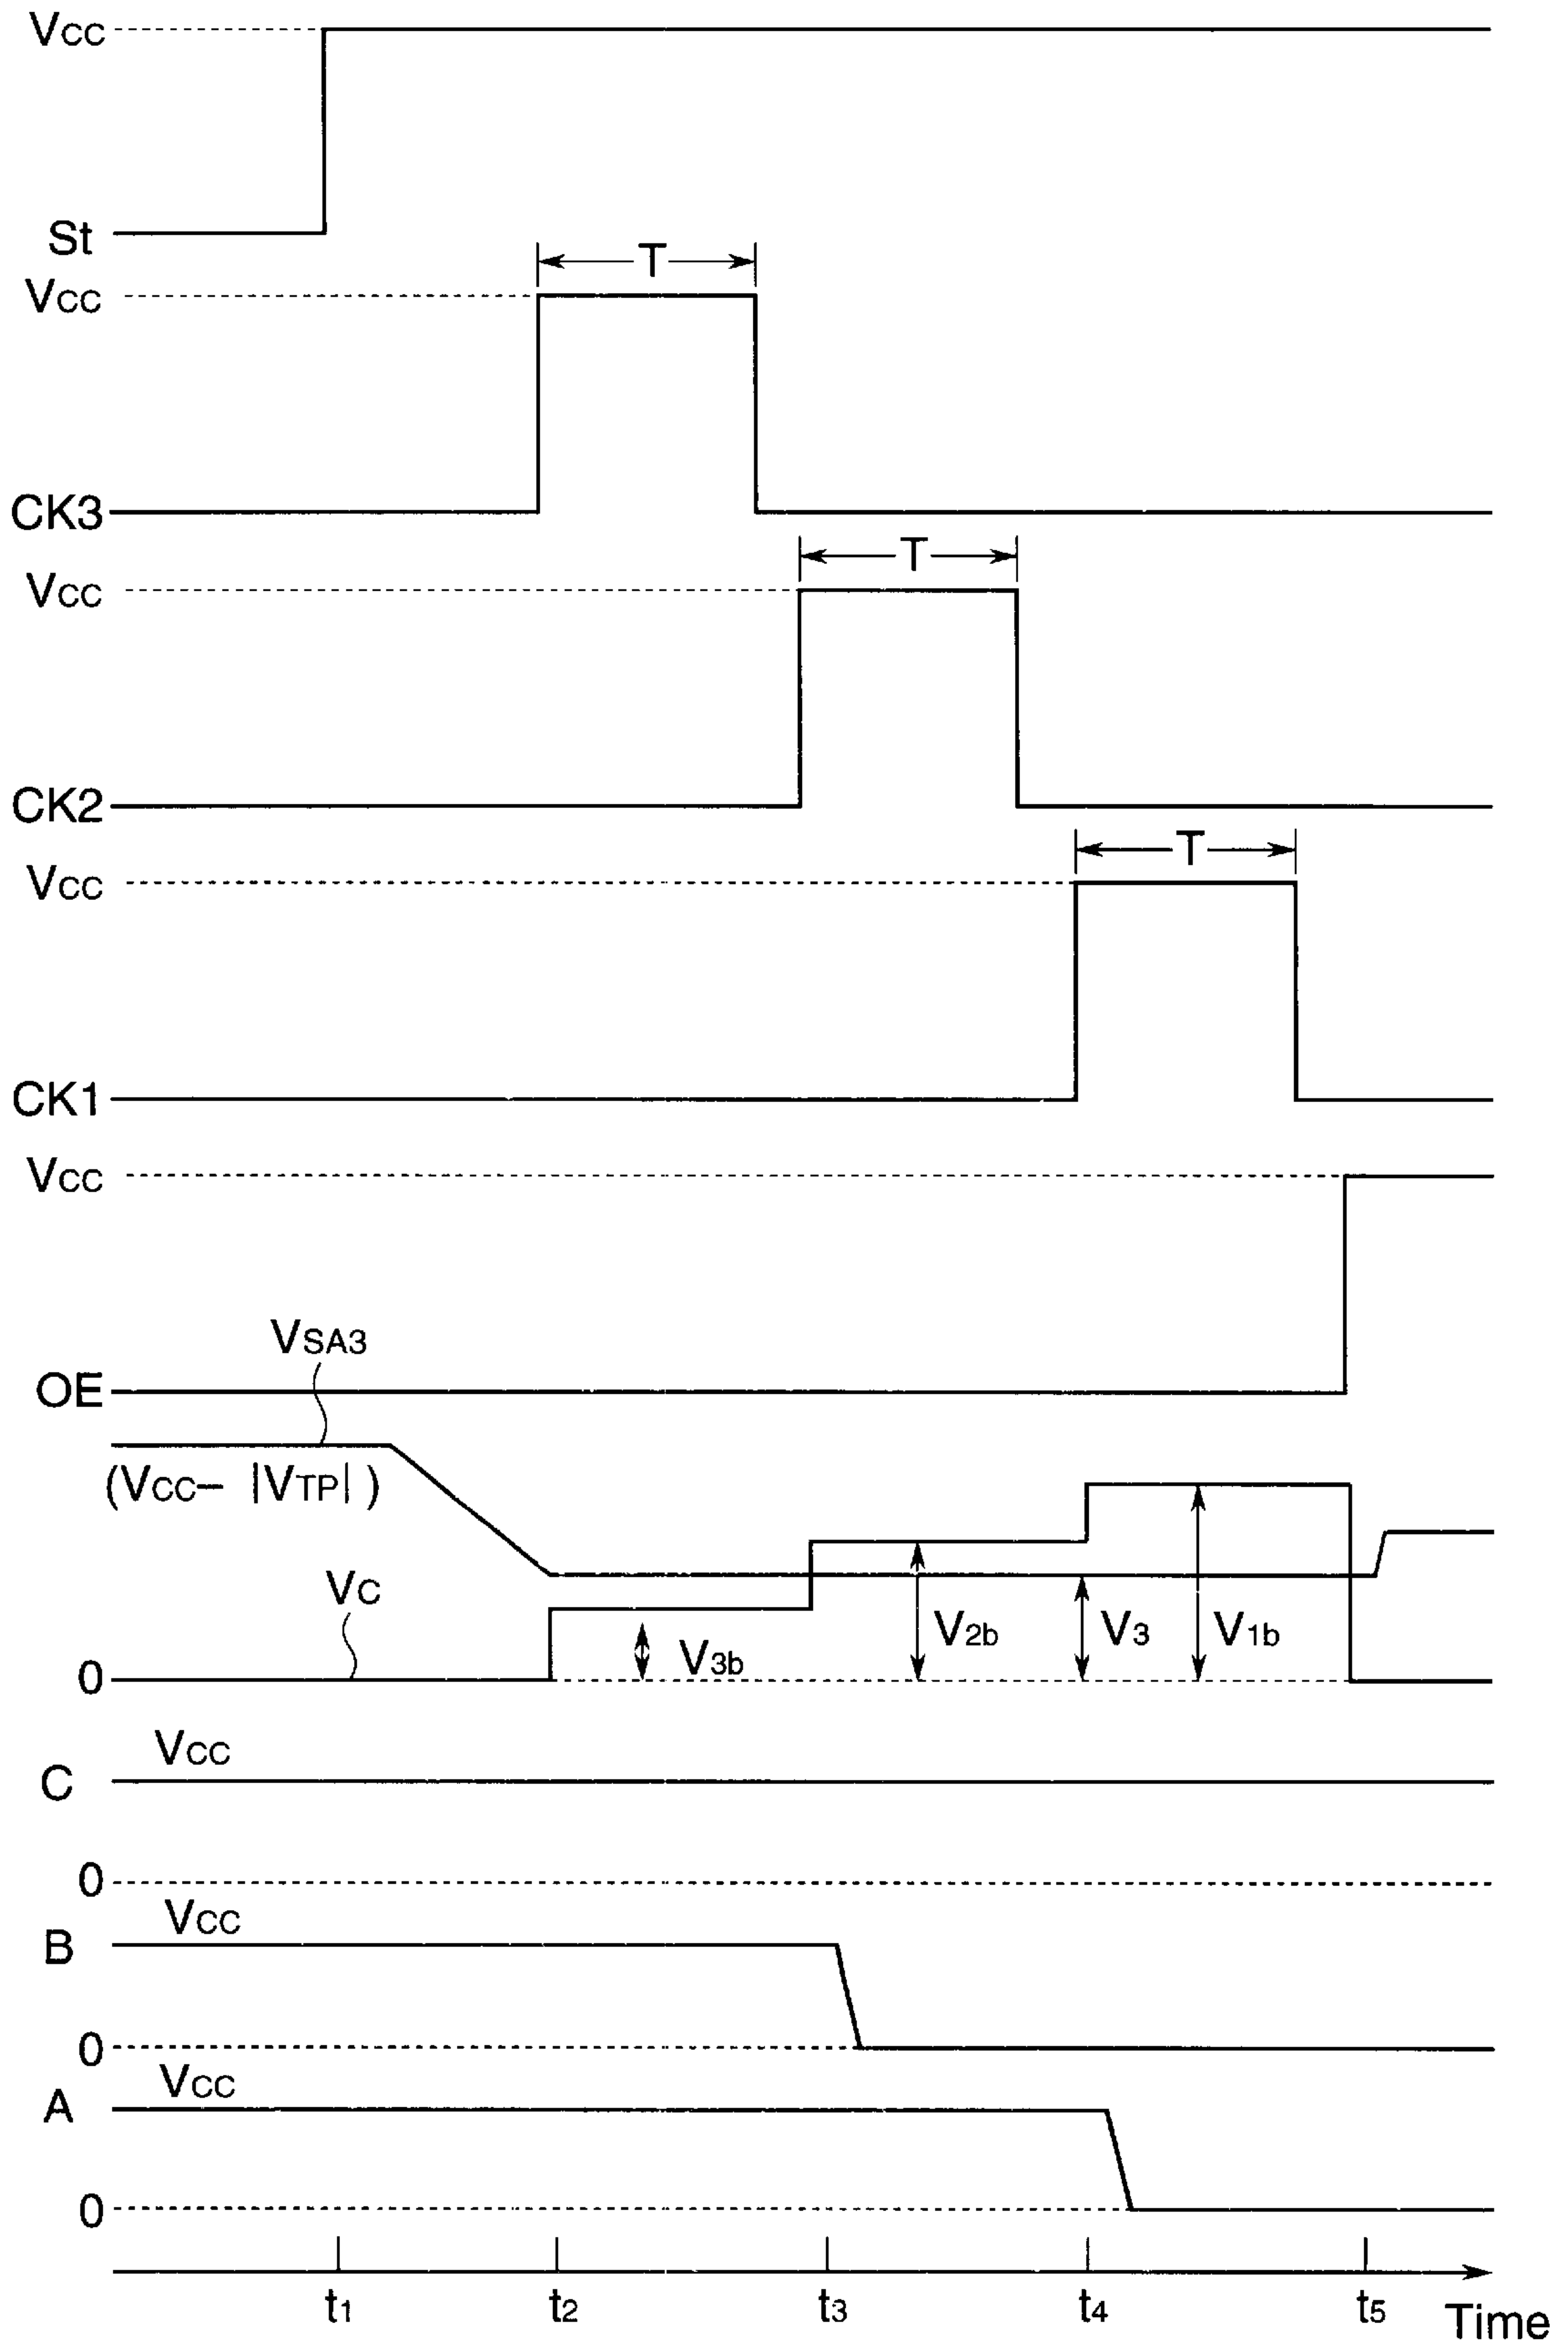 Vcc
St
T
Vcc
CK3
T
Vcc
CK2
T
Vcc
CK1
Vcc
VSA3
OE
(Vcc– |VTP| )
Vc
V2b
V3
V1b
V3b
0
Vcc
C
0
Vcc
B
0
Vcc
A
0
t1
t2
t3
t4
t5
Time